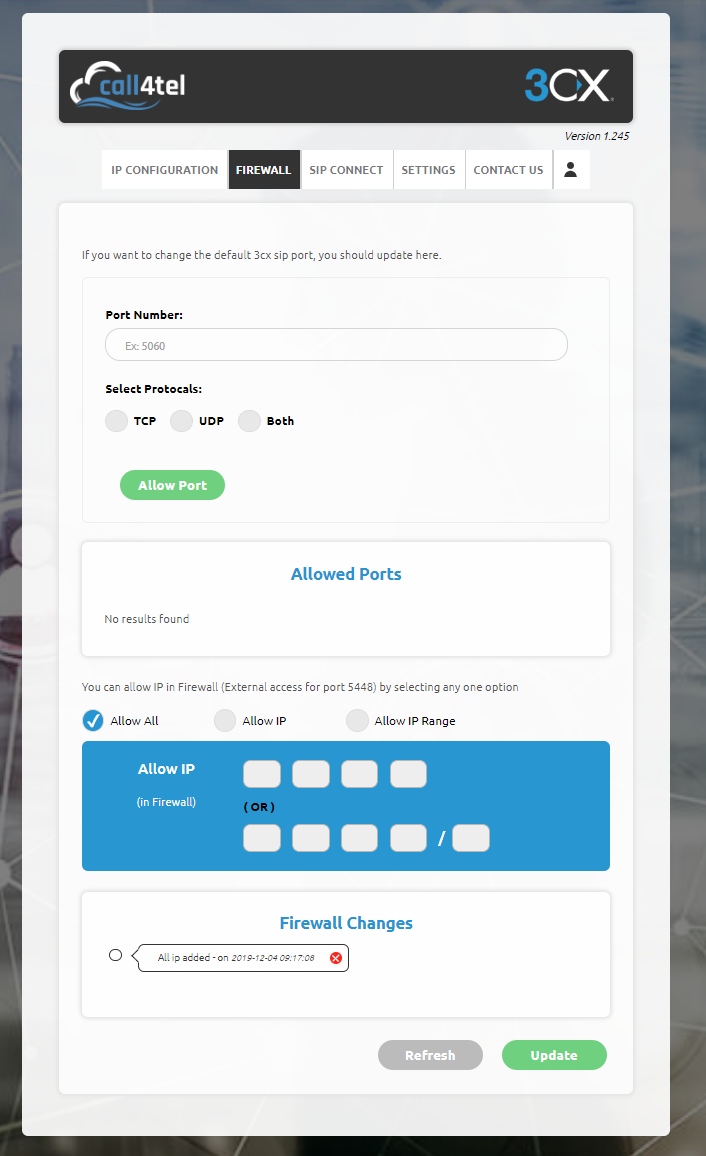 call4tel
3CX
Version 1.245
IP CONFIGURATION FIREWALL SIP CONNECT SETTINGS CONTACT US
If you want to change the default 3cx sip port, you should update here.
Port Number:
Ex: 5060
Select Protocals:
TCP UDP Both
Allow Port
Allowed Ports
No results found
You can allow IP in Firewall (External access for port 5448) by selecting any one option
Allow All Allow IP Allow IP Range
Allow IP
(in Firewall)
( OR )
/
Firewall Changes
All ip added - on 2019-12-04 09:17:08
Refresh Update